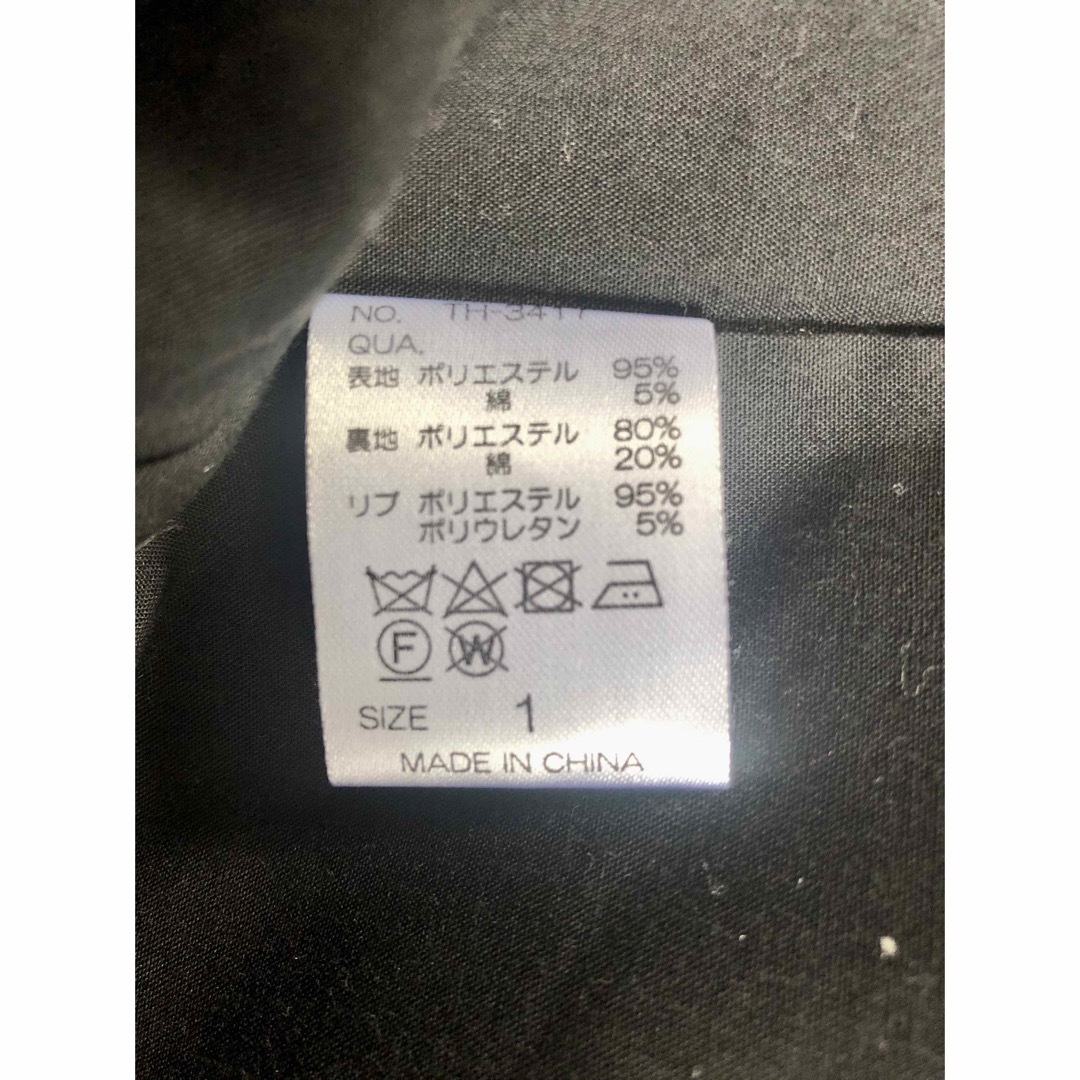 NO. TH-3417
QUA.
表地 ポリエステル 95%
綿 5%
裏地 ポリエステル 80%
綿 20%
リブ ポリエステル 95%
ポリウレタン 5%
F W
SIZE 1
MADE IN CHINA